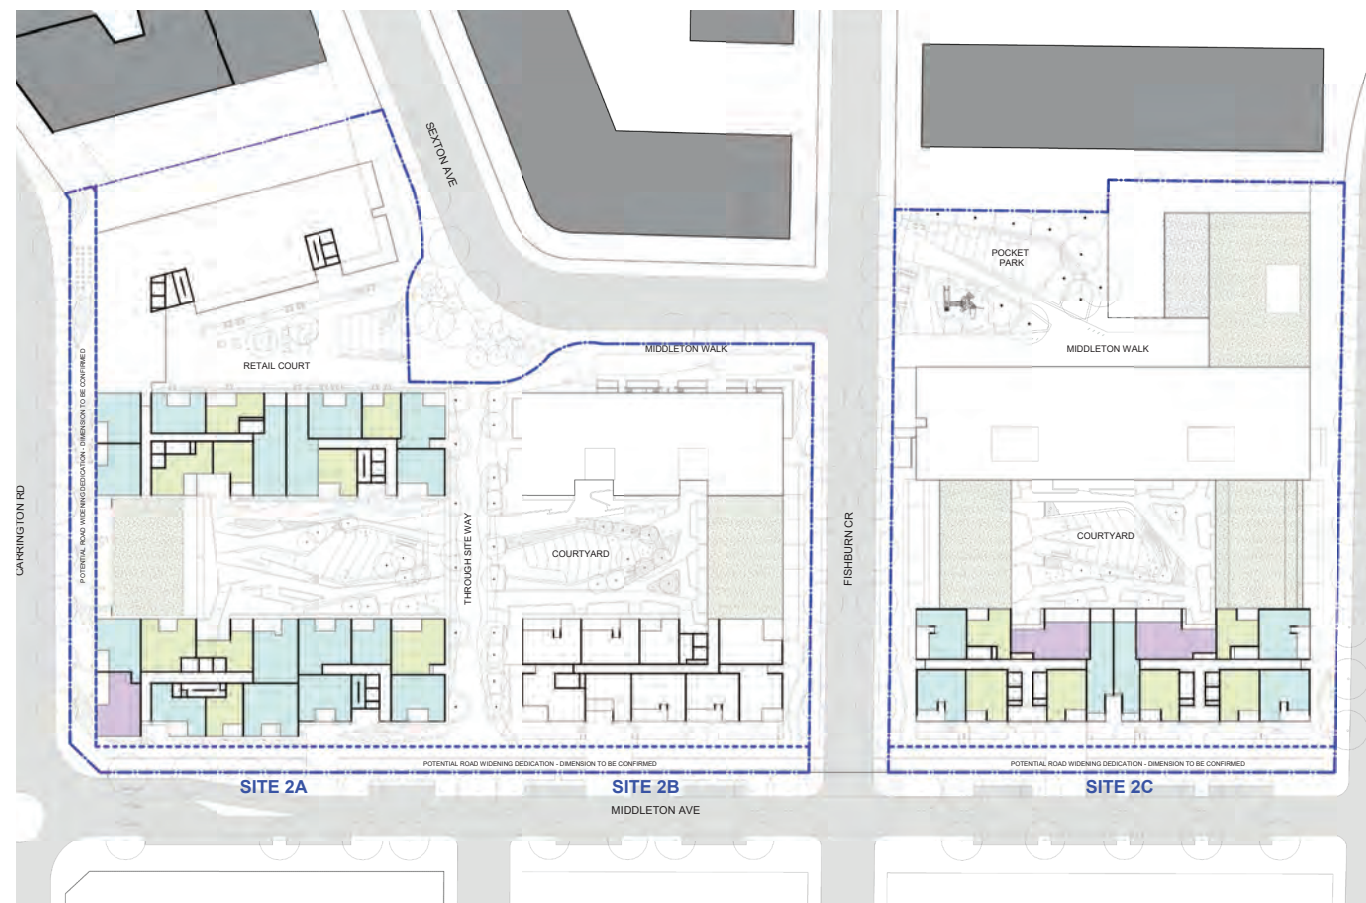 SEXTON AVE
POCKET
PARK
MIDDLETON WALK
MIDDLETON WALK
RETAIL COURT
POTENTIAL ROAD WIDENING DEDICATION - DIMENSION TO BE CONFIRMED
CARRINGTON RD
THROUGH SITE WAY
COURTYARD
FISHBURN CR
COURTYARD
POTENTIAL ROAD WIDENING DEDICATION - DIMENSION TO BE CONFIRMED
POTENTIAL ROAD WIDENING DEDICATION - DIMENSION TO BE CONFIRMED
SITE 2A
SITE 2B
SITE 2C
MIDDLETON AVE